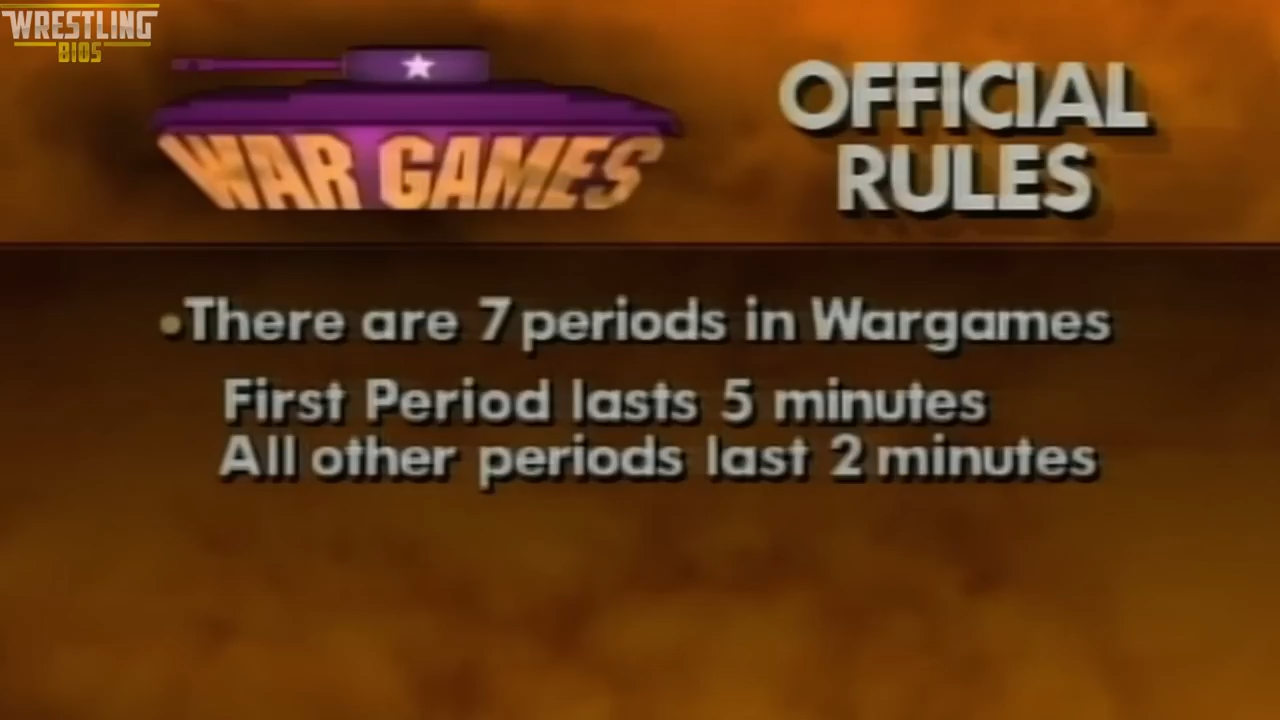 WRESTLING
BIOS
WAR GAMES
OFFICIAL
RULES
•There are 7 periods in Wargames
First Period lasts 5 minutes
All other periods last 2 minutes